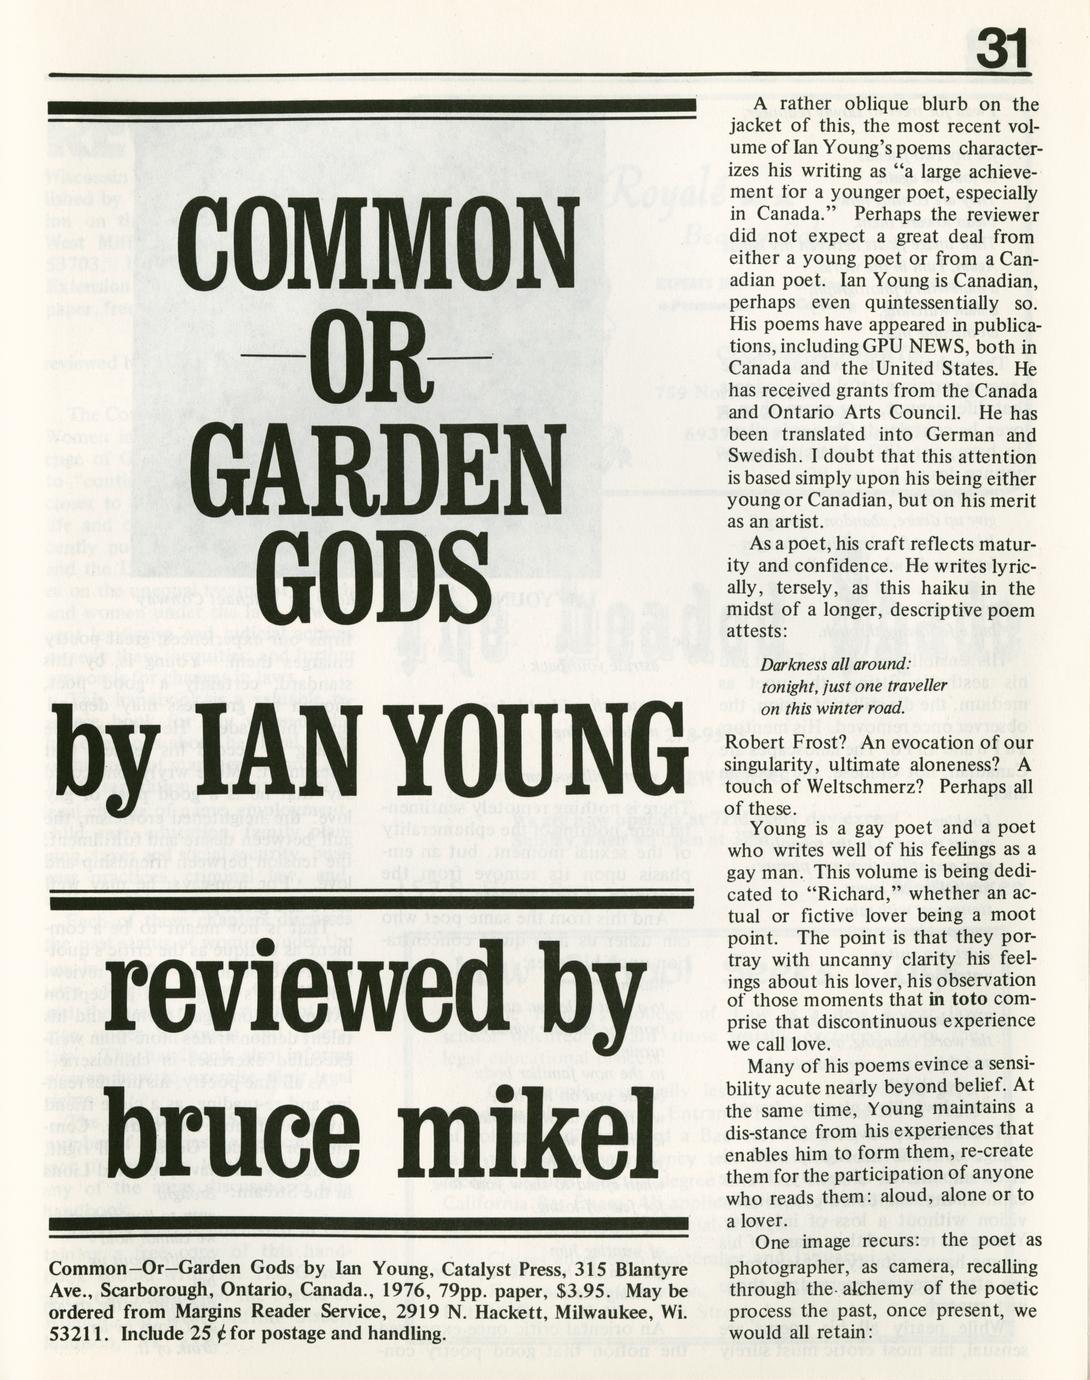 31
COMMON
—OR—
GARDEN
GODS
by IAN YOUNG
reviewed by
bruce mikel
Common—Or—Garden Gods by Ian Young, Catalyst Press, 315 Blantyre
Ave., Scarborough, Ontario, Canada., 1976, 79pp. paper, $3.95. May be
ordered from Margins Reader Service, 2919 N. Hackett, Milwaukee, Wi.
53211. Include 25 ¢ for postage and handling.
A rather oblique blurb on the
jacket of this, the most recent vol-
ume of Ian Young's poems character-
izes his writing as "a large achieve-
ment for a younger poet, especially
in Canada." Perhaps the reviewer
did not expect a great deal from
either a young poet or from a Can-
adian poet. Ian Young is Canadian,
perhaps even quintessentially so.
His poems have appeared in publica-
tions, including GPU NEWS, both in
Canada and the United States. He
has received grants from the Canada
and Ontario Arts Council. He has
been translated into German and
Swedish. I doubt that this attention
is based simply upon his being either
young or Canadian, but on his merit
as an artist.
As a poet, his craft reflects matur-
ity and confidence. He writes lyric-
ally, tersely, as this haiku in the
midst of a longer, descriptive poem
attests:
Darkness all around:
tonight, just one traveller
on this winter road.
Robert Frost? An evocation of our
singularity, ultimate aloneness? A
touch of Weltschmerz? Perhaps all
of these.
Young is a gay poet and a poet
who writes well of his feelings as a
gay man. This volume is being dedi-
cated to "Richard," whether an ac-
tual or fictive lover being a moot
point. The point is that they por-
tray with uncanny clarity his feel-
ings about his lover, his observation
of those moments that in toto com-
prise that discontinuous experience
we call love.
Many of his poems evince a sensi-
bility acute nearly beyond belief. At
the same time, Young maintains a
dis-stance from his experiences that
enables him to form them, re-create
them for the participation of anyone
who reads them: aloud, alone or to
a lover.
One image recurs: the poet as
photographer, as camera, recalling
through the alchemy of the poetic
process the past, once present, we
would all retain: